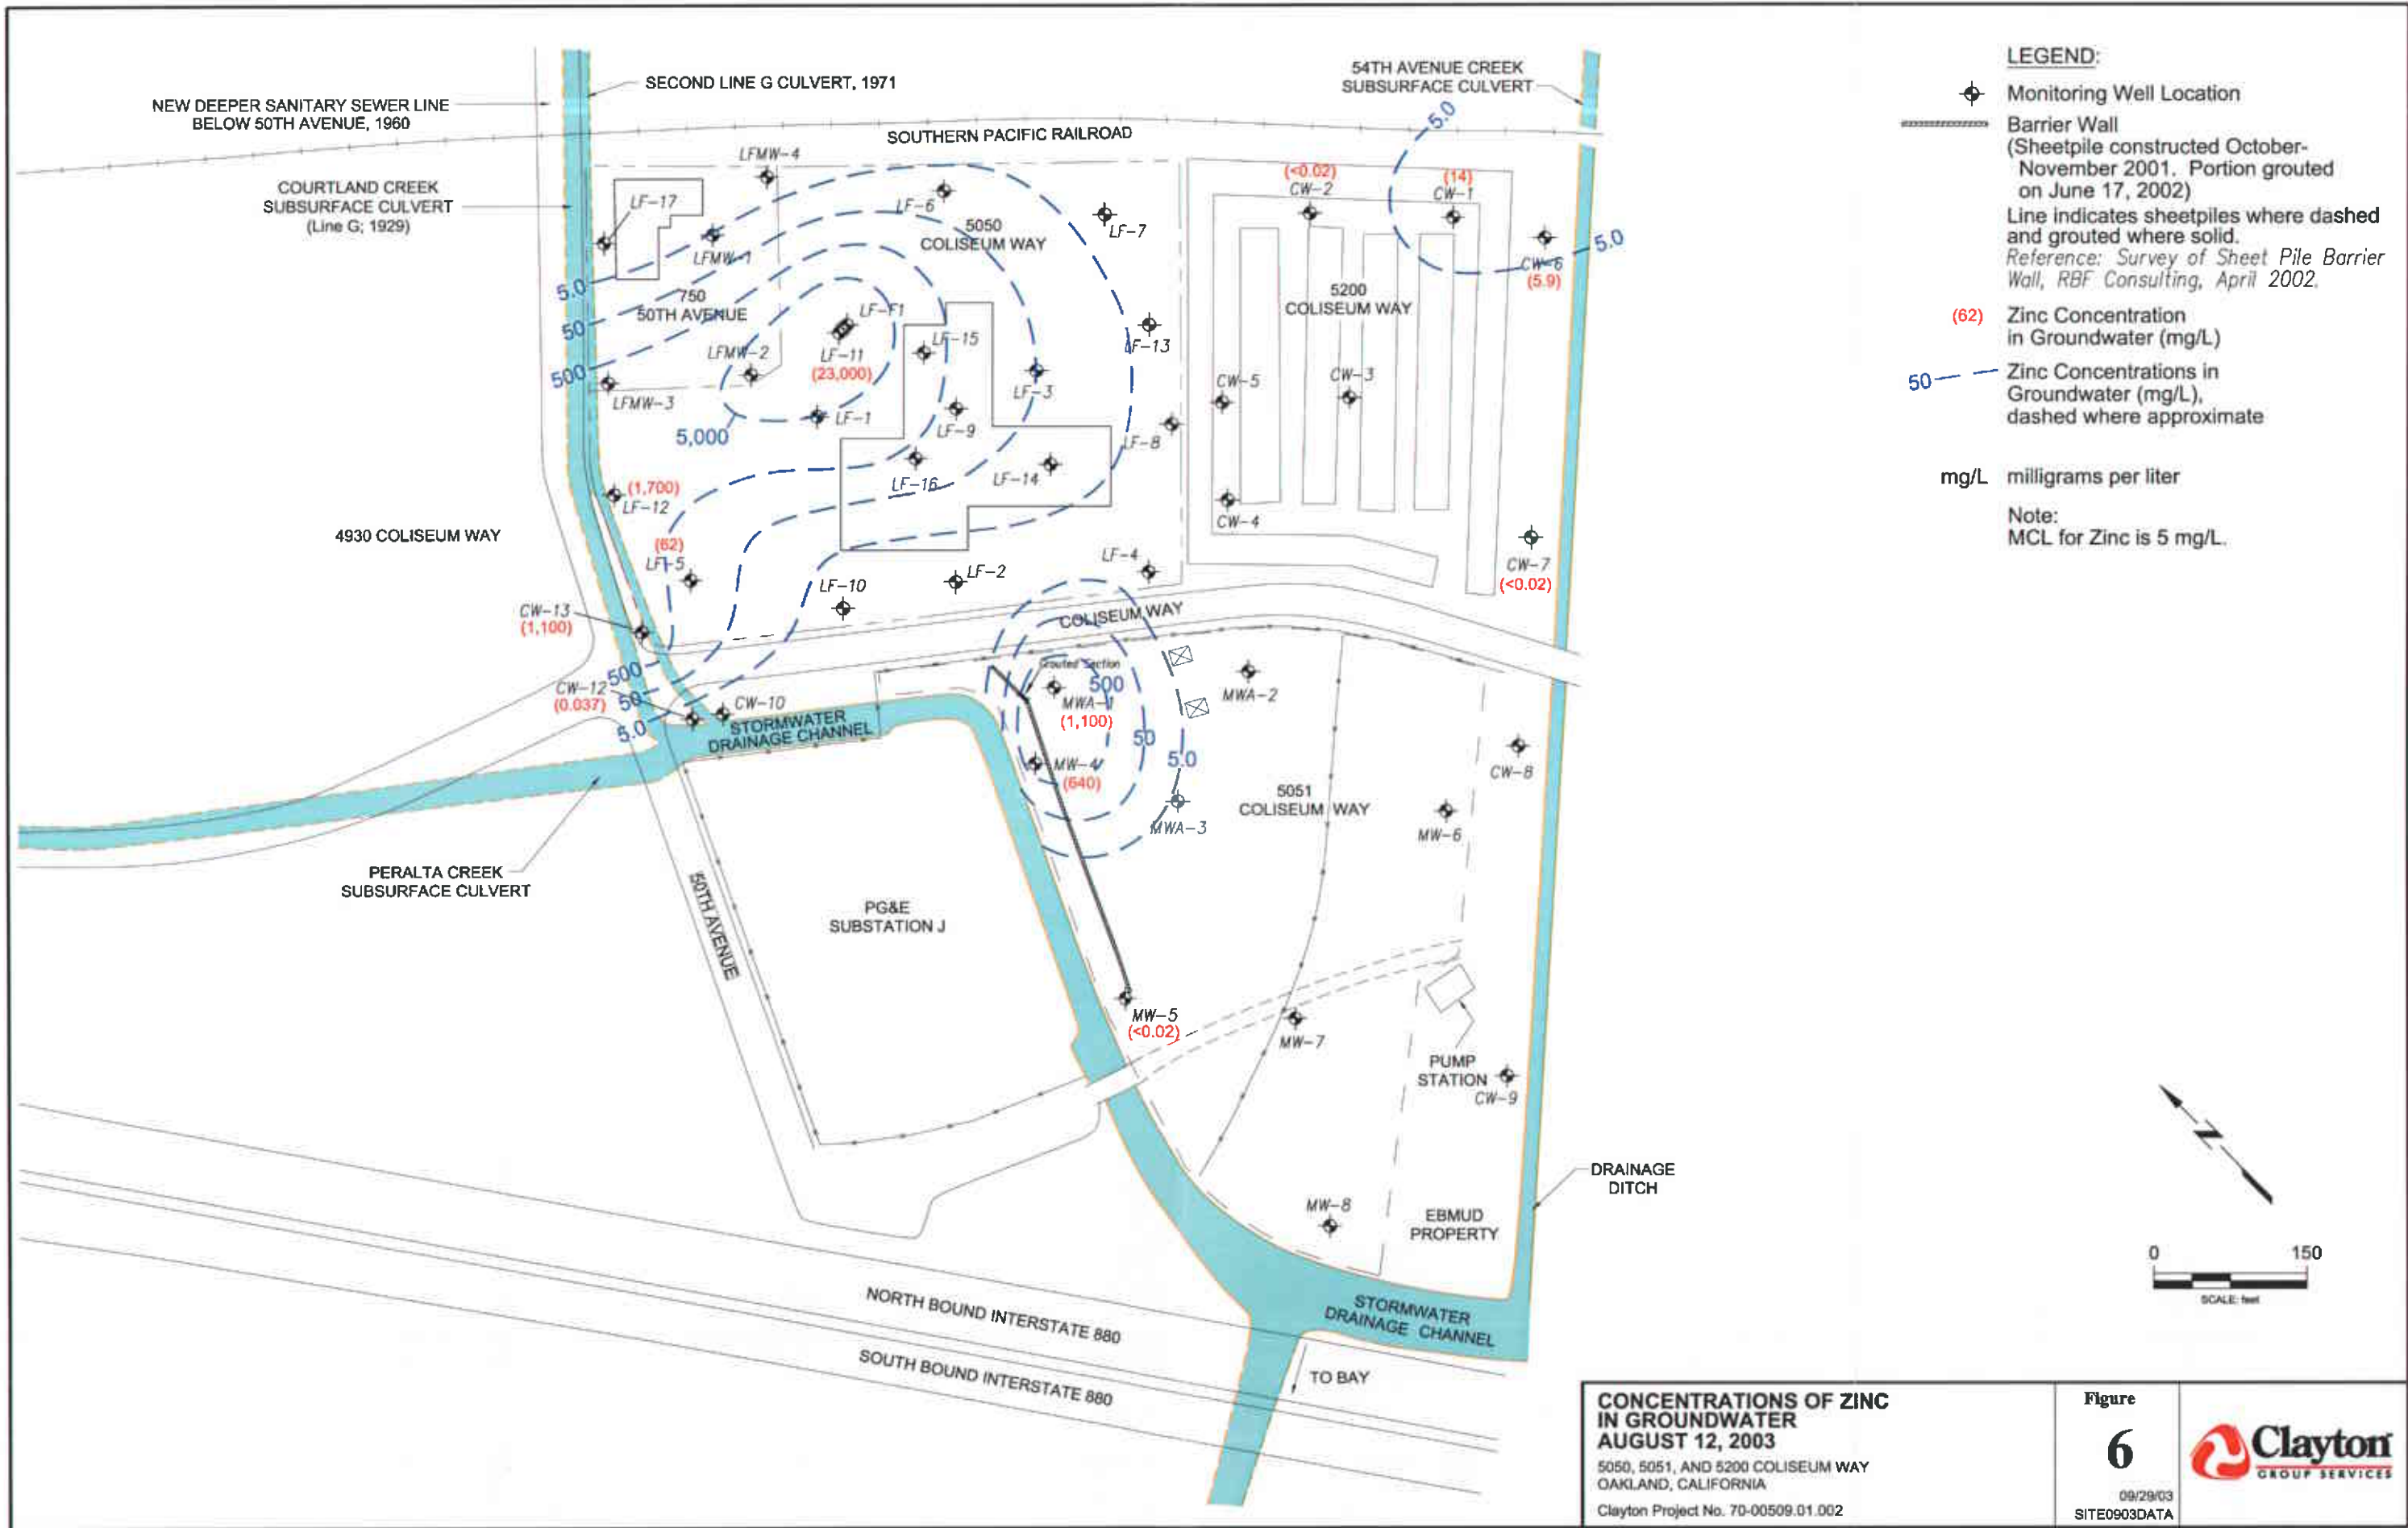 SECOND LINE G CULVERT, 1971
NEW DEEPER SANITARY SEWER LINE
BELOW 50TH AVENUE, 1960
54TH AVENUE CREEK
SUBSURFACE CULVERT
5.0
SOUTHERN PACIFIC RAILROAD
COURTLAND CREEK
SUBSURFACE CULVERT
(Line G; 1929)
LFMW-4
LF-17
LF-6
LFMW-1
5050
COLISEUM WAY
LF-7
(<0.02)
CW-2
(14)
CW-1
5.0
CW-6
(5.9)
5.0
50
500
750
50TH AVENUE
LF-F1
LF-11
(23,000)
LFMW-2
LFMW-3
LF-15
LF-3
LF-13
5200
COLISEUM WAY
CW-5
CW-3
LF-1
5,000
LF-9
LF-8
LF-16
LF-14
CW-4
(1,700)
LF-12
4930 COLISEUM WAY
(62)
LF-5
LF-10
LF-2
LF-4
CW-7
(<0.02)
CW-13
(1,100)
COLISEUM WAY
500
50
5.0
CW-12
(0.037)
CW-10
STORMWATER
DRAINAGE CHANNEL
Grouted Section
500
MWA-1
(1,100)
MWA-2
50
5.0
MW-4
(640)
MWA-3
5051
COLISEUM WAY
CW-8
MW-6
PERALTA CREEK
SUBSURFACE CULVERT
50TH AVENUE
PG&E
SUBSTATION J
MW-5
(<0.02)
MW-7
PUMP
STATION
CW-9
DRAINAGE
DITCH
MW-8
EBMUD
PROPERTY
NORTH BOUND INTERSTATE 880
SOUTH BOUND INTERSTATE 880
STORMWATER
DRAINAGE CHANNEL
TO BAY
LEGEND:
Monitoring Well Location
Barrier Wall
(Sheetpile constructed October-
November 2001. Portion grouted
on June 17, 2002)
Line indicates sheetpiles where dashed
and grouted where solid.
Reference: Survey of Sheet Pile Barrier
Wall, RBF Consulting, April 2002.
(62) Zinc Concentration
in Groundwater (mg/L)
50 Zinc Concentrations in
Groundwater (mg/L),
dashed where approximate
mg/L milligrams per liter
Note:
MCL for Zinc is 5 mg/L.
N
0 150
SCALE: feet
CONCENTRATIONS OF ZINC
IN GROUNDWATER
AUGUST 12, 2003
5050, 5051, AND 5200 COLISEUM WAY
OAKLAND, CALIFORNIA
Clayton Project No. 70-00509.01.002
Figure
6
09/29/03
SITE0903DATA
Clayton
GROUP SERVICES